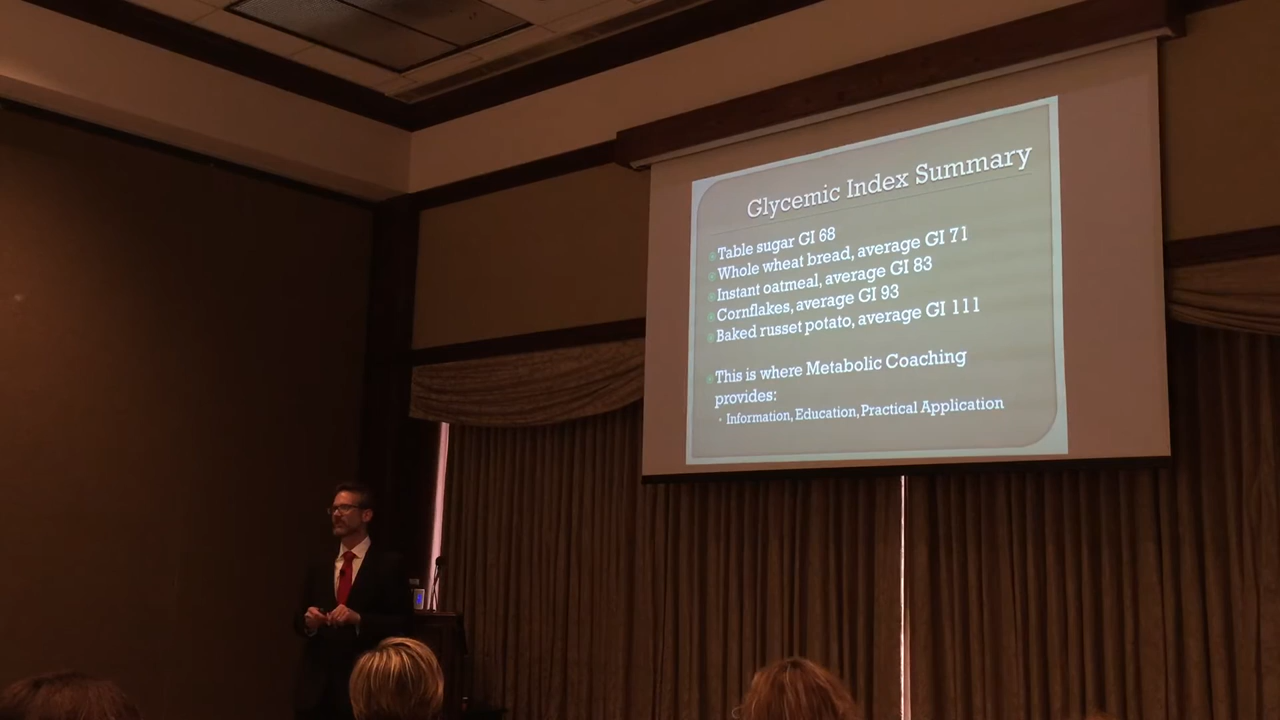 Glycemic Index Summary
Table sugar GI 68
Whole wheat bread, average GI 71
Instant oatmeal, average GI 83
Cornflakes, average GI 93
Baked russet potato, average GI 111
This is where Metabolic Coaching
provides:
Information, Education, Practical Application